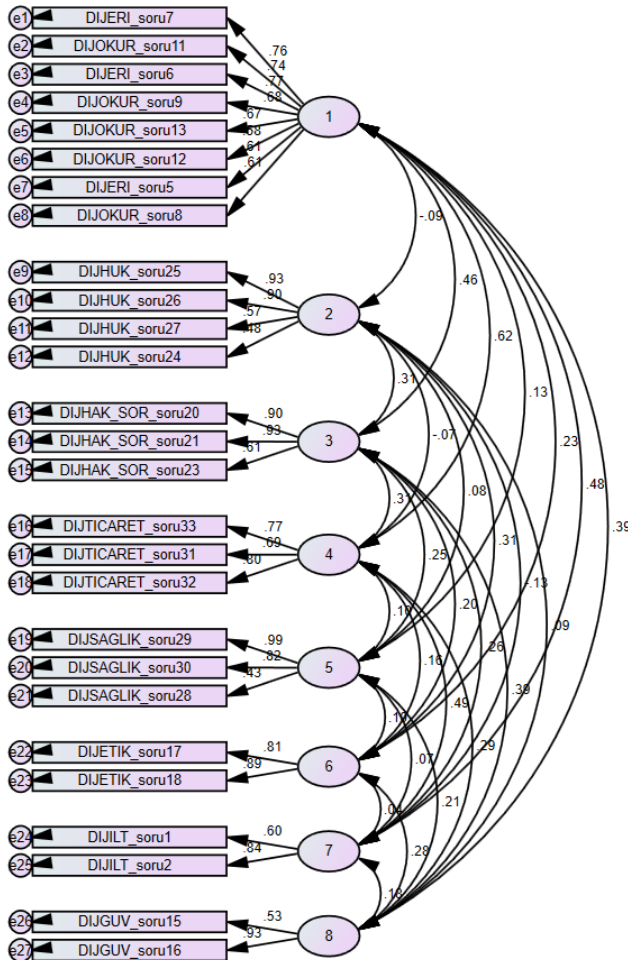 e1 DIJERI_soru7
e2 DIJOKUR_soru11
e3 DIJERI_soru6
e4 DIJOKUR_soru9
e5 DIJOKUR_soru13
e6 DIJOKUR_soru12
e7 DIJERI_soru5
e8 DIJOKUR_soru8
.76
.74
.77
.68
.67
.68
.61
.61
1
e9 DIJHUK_soru25
e10 DIJHUK_soru26
e11 DIJHUK_soru27
e12 DIJHUK_soru24
.93
.90
.57
.48
2
e13 DIJHAK_SOR_soru20
e14 DIJHAK_SOR_soru21
e15 DIJHAK_SOR_soru23
.90
.93
.61
3
e16 DIJTICARET_soru33
e17 DIJTICARET_soru31
e18 DIJTICARET_soru32
.77
.69
.80
4
e19 DIJSAGLIK_soru29
e20 DIJSAGLIK_soru30
e21 DIJSAGLIK_soru28
.99
.82
.43
5
e22 DIJETIK_soru17
e23 DIJETIK_soru18
.81
.89
6
e24 DIJILT_soru1
e25 DIJILT_soru2
.60
.84
7
e26 DIJGUV_soru15
e27 DIJGUV_soru16
.53
.93
8
-.09
.46
.62
.13
.23
.48
.39
.31
-.07
.08
.31
-.13
.09
.31
.25
.20
.26
.39
.16
.49
.29
.07
.21
.28